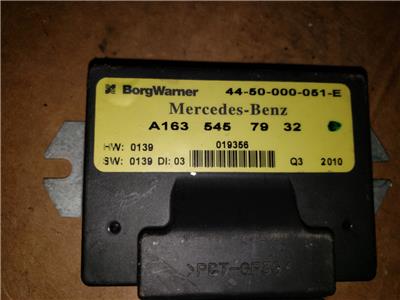 BorgWarner 44-50-000-051-E
Mercedes-Benz
A163 545 79 32
HW: 0139 019356
SW: 0139 DI: 03 Q3 2010